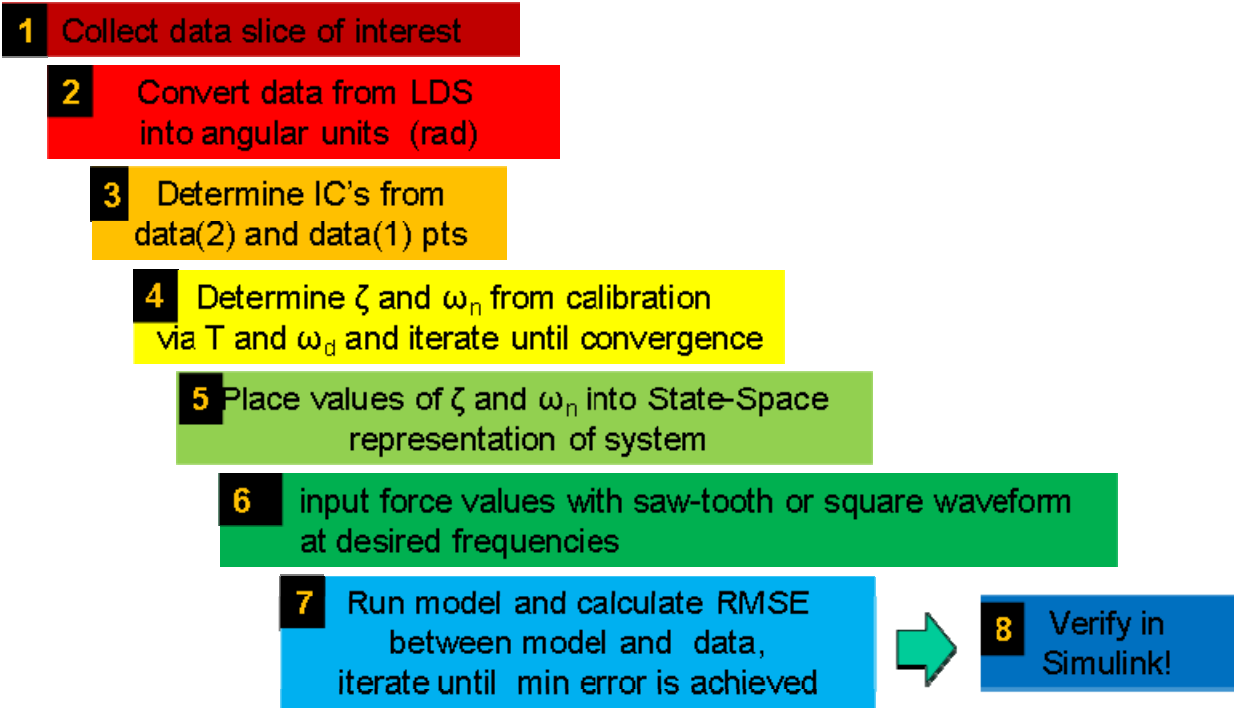 1 Collect data slice of interest
2 Convert data from LDS
into angular units (rad)
3 Determine IC's from
data(2) and data(1) pts
4 Determine ζ and ωn from calibration
via T and ωd and iterate until convergence
5 Place values of ζ and ωn into State-Space
representation of system
6 input force values with saw-tooth or square waveform
at desired frequencies
7 Run model and calculate RMSE
between model and data,
iterate until min error is achieved
8 Verify in
Simulink!